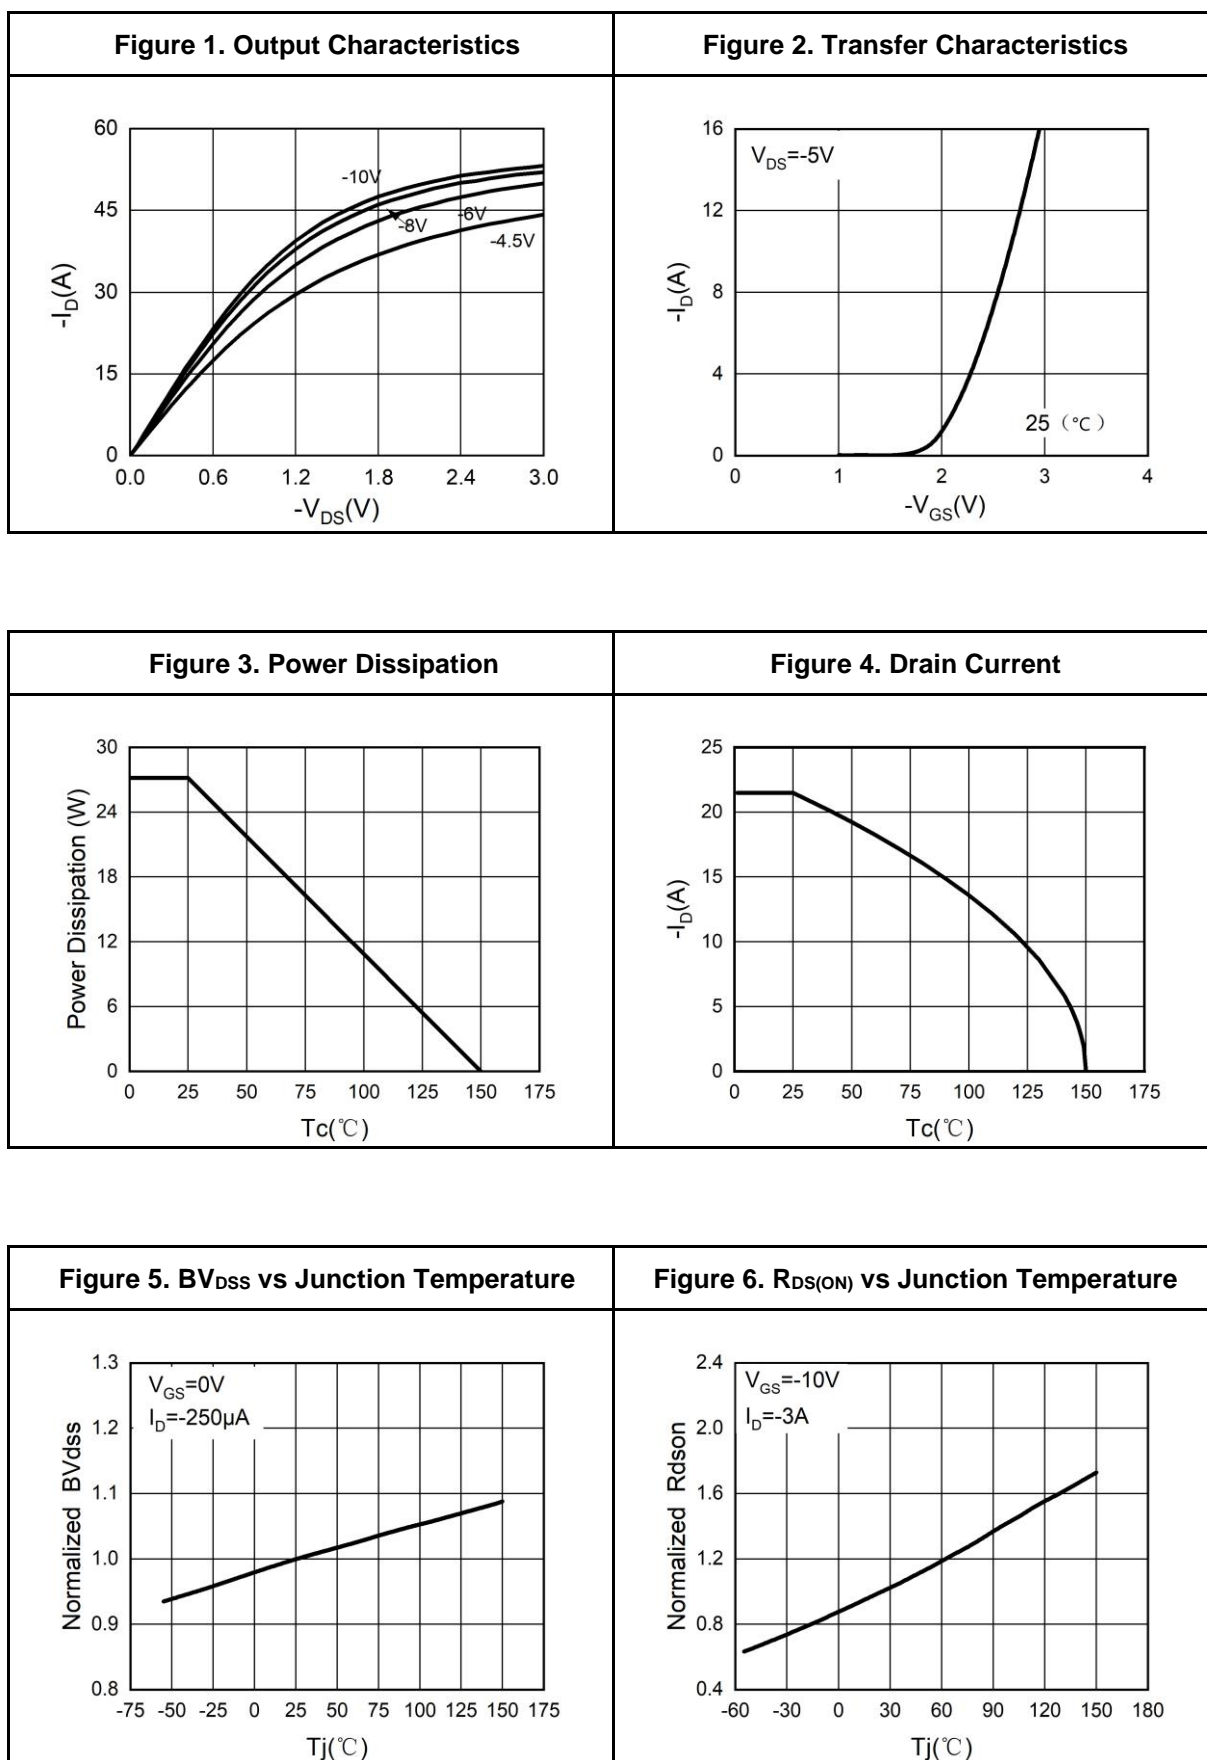 Figure 1. Output Characteristics
Figure 2. Transfer Characteristics
60
45
30
15
0
-I_D(A)
-10V
-8V
-6V
-4.5V
0.0 0.6 1.2 1.8 2.4 3.0
-V_DS(V)
16
12
8
4
0
-I_D(A)
V_DS=-5V
25（℃）
0 1 2 3 4
-V_GS(V)
Figure 3. Power Dissipation
Figure 4. Drain Current
30
24
18
12
6
0
Power Dissipation (W)
0 25 50 75 100 125 150 175
Tc(℃)
25
20
15
10
5
0
-I_D(A)
0 25 50 75 100 125 150 175
Tc(℃)
Figure 5. BV_DSS vs Junction Temperature
Figure 6. R_DS(ON) vs Junction Temperature
1.3
1.2
1.1
1.0
0.9
0.8
Normalized BVdss
V_GS=0V
I_D=-250μA
-75 -50 -25 0 25 50 75 100 125 150 175
Tj(℃)
2.4
2.0
1.6
1.2
0.8
0.4
Normalized Rdson
V_GS=-10V
I_D=-3A
-60 -30 0 30 60 90 120 150 180
Tj(℃)